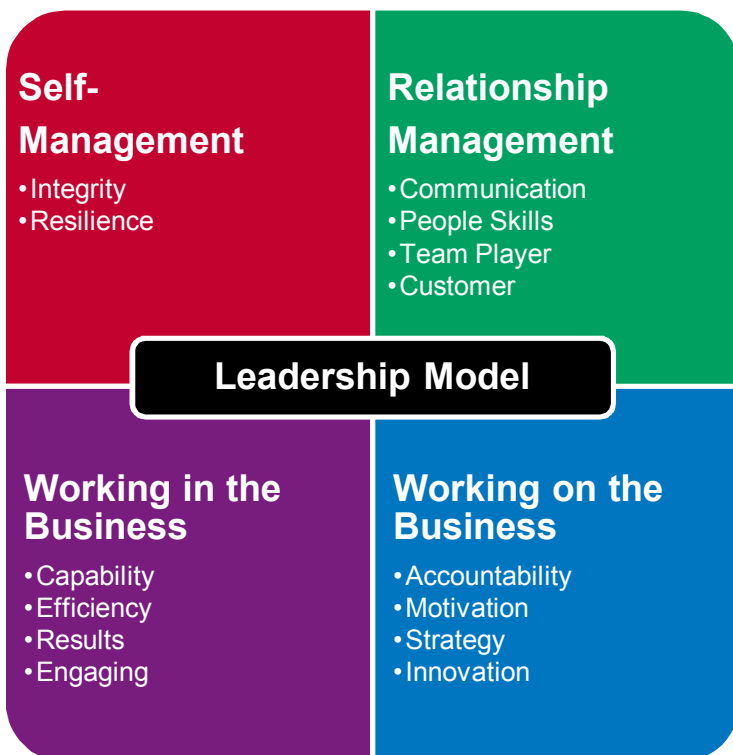 Self-
Management
•Integrity
•Resilience
Relationship
Management
•Communication
•People Skills
•Team Player
•Customer
Leadership Model
Working in the
Business
•Capability
•Efficiency
•Results
•Engaging
Working on the
Business
•Accountability
•Motivation
•Strategy
•Innovation